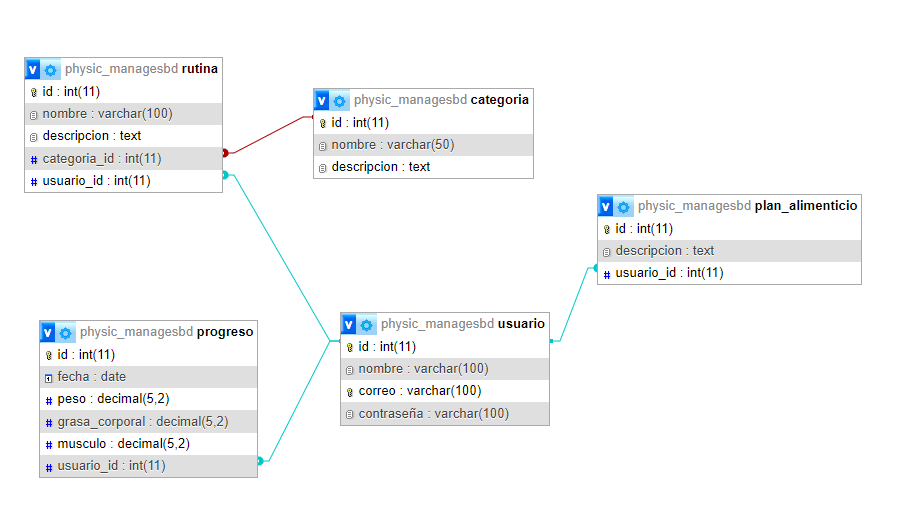 physic_managesbd rutina
id : int(11)
nombre : varchar(100)
descripcion : text
categoria_id : int(11)
usuario_id : int(11)
physic_managesbd categoria
id : int(11)
nombre : varchar(50)
descripcion : text
physic_managesbd plan_alimenticio
id : int(11)
descripcion : text
usuario_id : int(11)
physic_managesbd progreso
id : int(11)
fecha : date
peso : decimal(5,2)
grasa_corporal : decimal(5,2)
musculo : decimal(5,2)
usuario_id : int(11)
physic_managesbd usuario
id : int(11)
nombre : varchar(100)
correo : varchar(100)
contraseña : varchar(100)